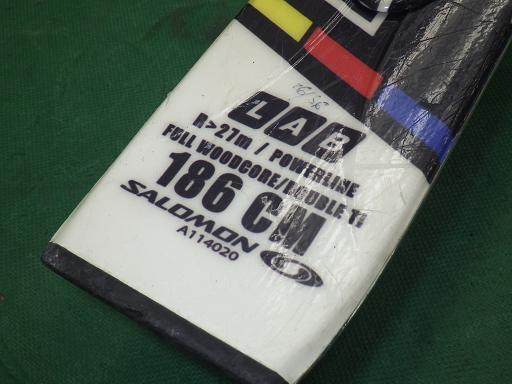 LAB
R>27m / POWERLINE
FULL WOODCORE/DOUBLE Ti
186 CM
SALOMON
A114020